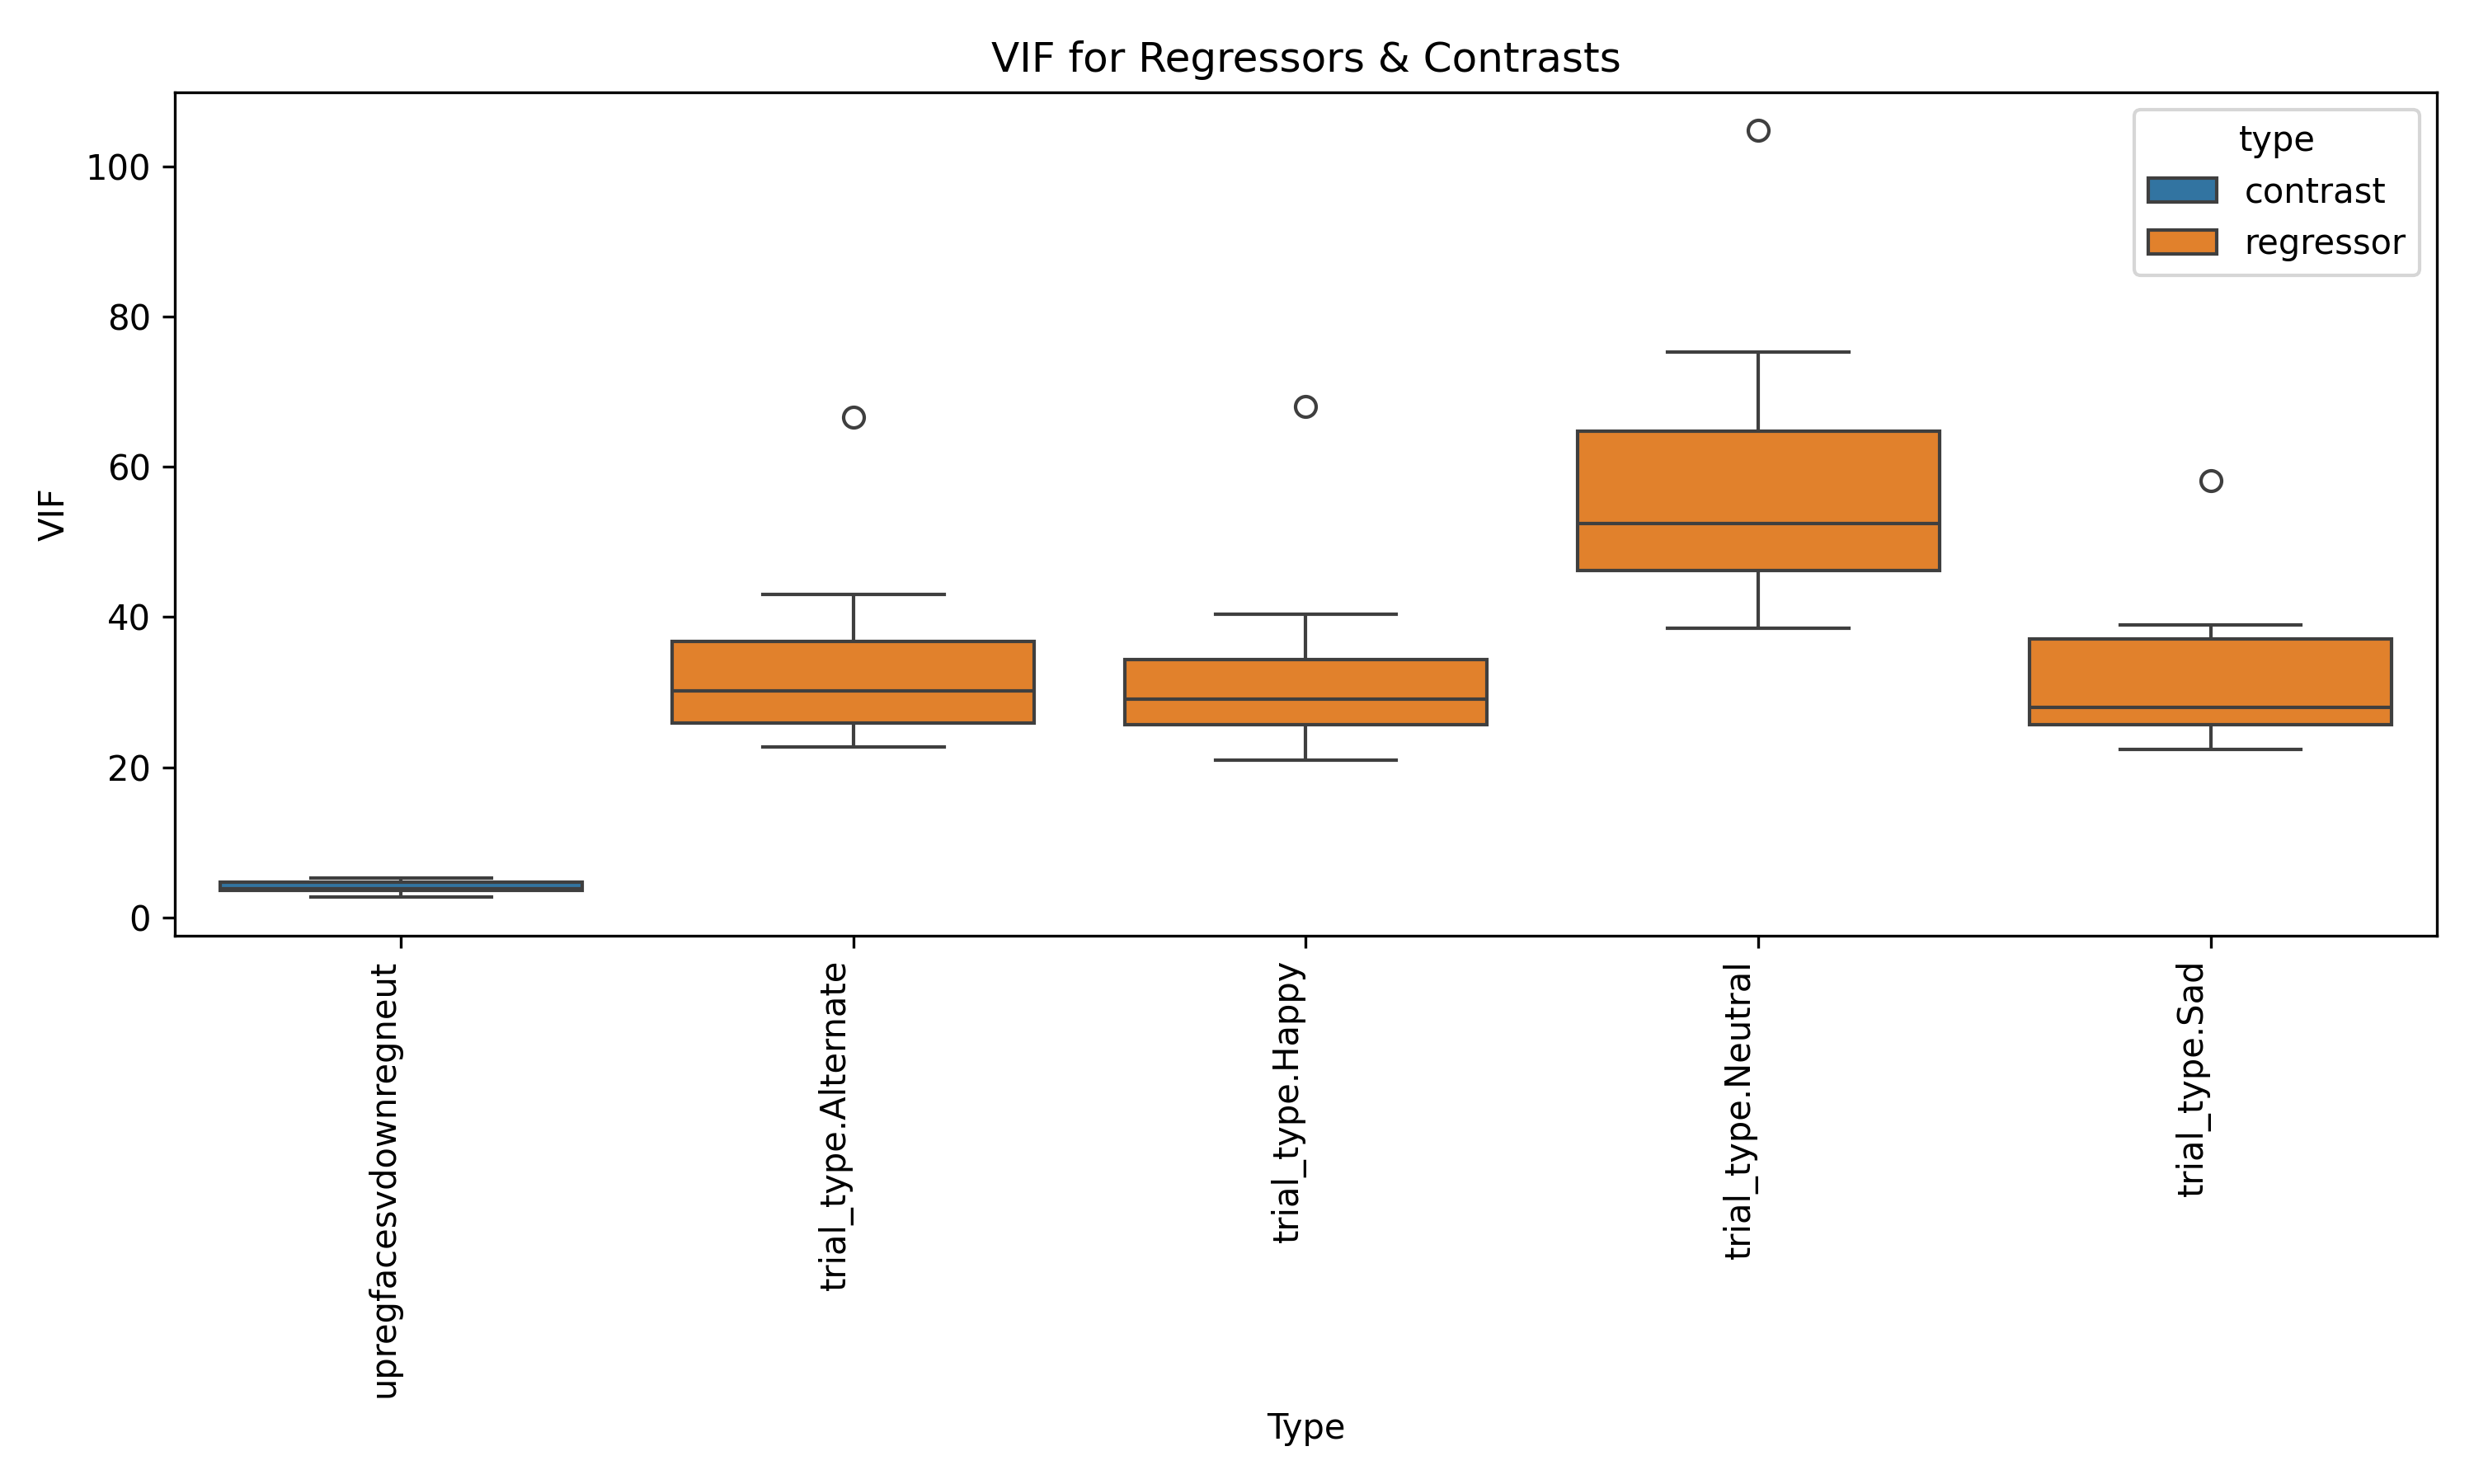 VIF for Regressors & Contrasts
type
contrast
regressor
VIF
100
80
60
40
20
0
upregfacesvdownregneut
trial_type.Alternate
trial_type.Happy
trial_type.Neutral
trial_type.Sad
Type